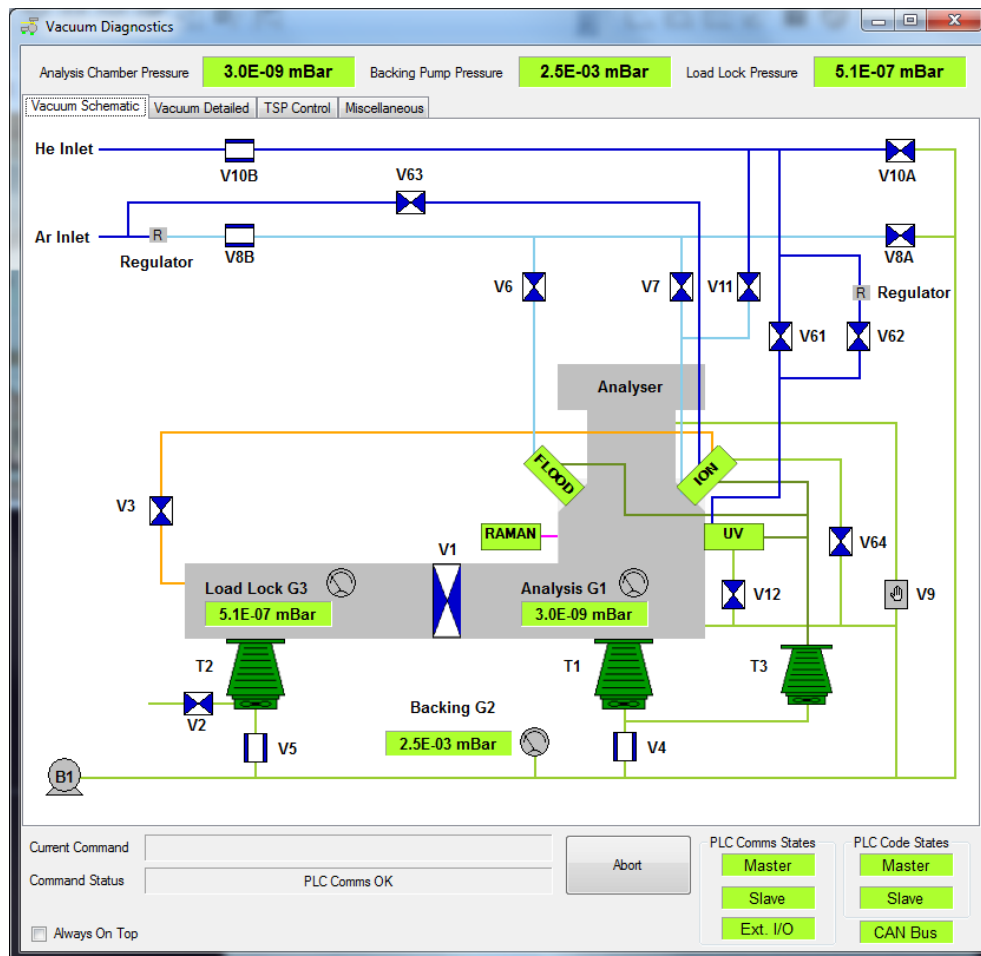 Vacuum Diagnostics
Analysis Chamber Pressure 3.0E-09 mBar Backing Pump Pressure 2.5E-03 mBar Load Lock Pressure 5.1E-07 mBar
Vacuum Schematic Vacuum Detailed TSP Control Miscellaneous
He Inlet
V10B
V63
V10A
Ar Inlet
R
Regulator
V8B
V8A
V6
V7
V11
R
Regulator
V61
V62
Analyser
FLOOD
ION
V3
RAMAN
UV
V1
V64
Load Lock G3
5.1E-07 mBar
Analysis G1
3.0E-09 mBar
V12
V9
T2
T1
T3
V2
Backing G2
2.5E-03 mBar
V5
V4
B1
Current Command
Command Status
PLC Comms OK
Abort
PLC Comms States
Master
Slave
Ext. I/O
PLC Code States
Master
Slave
CAN Bus
Always On Top